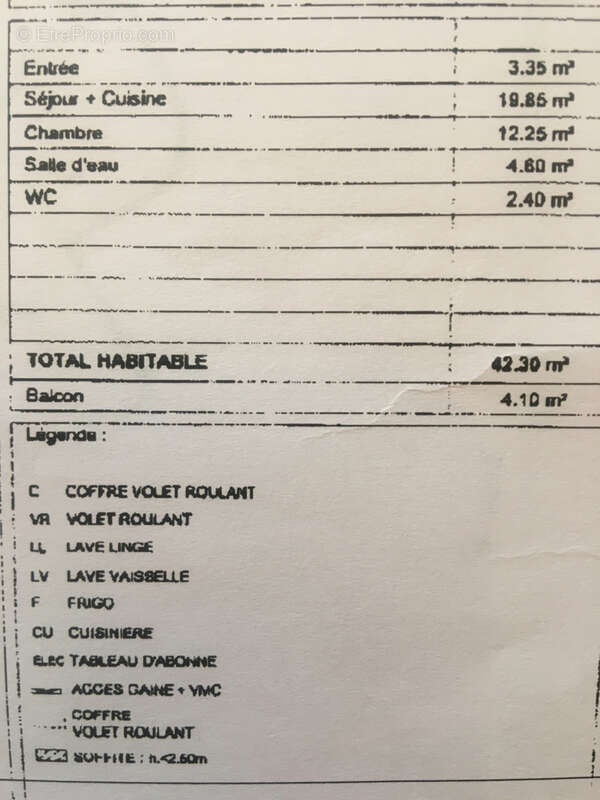 © EtreProprio.com
Entrée 3.35 m²
Séjour + Cuisine 19.85 m²
Chambre 12.25 m²
Salle d'eau 4.60 m²
WC 2.40 m²
TOTAL HABITABLE 42.30 m²
Balcon 4.10 m²
Légende :
C COFFRE VOLET ROULANT
VR VOLET ROULANT
LL LAVE LINGE
LV LAVE VAISSELLE
F FRIGO
CU CUISINIERE
ELEC TABLEAU D'ABONNE
ACCES GAINE + VMC
COFFRE
VOLET ROULANT
SOFFITE : h.<2.50m